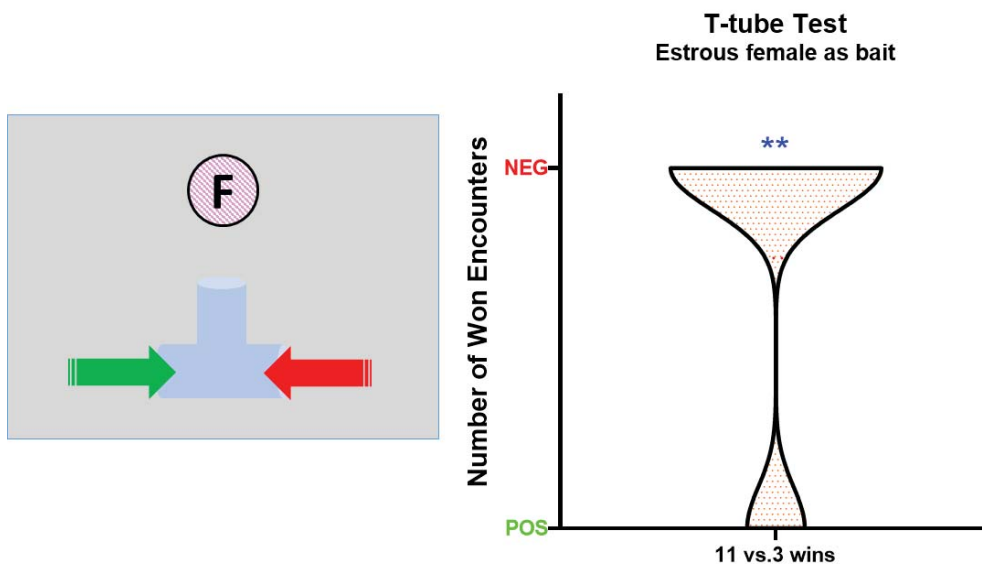 F
T-tube Test
Estrous female as bait
**
Number of Won Encounters
NEG
POS
11 vs.3 wins